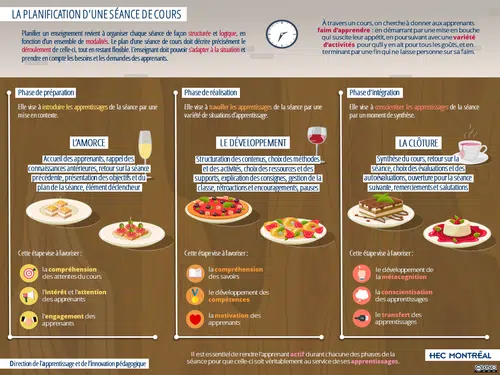 LA PLANIFICATION D'UNE SÉANCE DE COURS
Planifier un enseignement revient à organiser chaque séance de façon structurée et logique, en
fonction d'un ensemble de modalités. Le plan d'une séance de cours doit décrire précisément le
déroulement de celle-ci, tout en restant flexible. L'enseignant doit pouvoir s'adapter à la situation et
prendre en compte les besoins et les demandes des apprenants.
À travers un cours, on cherche à donner aux apprenants
faim d'apprendre : en démarrant par une mise en bouche
qui suscite leur appétit, en poursuivant avec une variété
d'activités pour qu'il y en ait pour tous les goûts, et en
terminant par une fin qui ne laisse personne sur sa faim.
Phase de préparation
Elle vise à introduire les apprentissages de la séance par une
mise en contexte.
L'AMORCE
Accueil des apprenants, rappel des
connaissances antérieures, retour sur la séance
précédente, présentation des objectifs et du
plan de la séance, élément déclencheur
Cette étape vise à favoriser :
la compréhension
des attentes du cours
l'intérêt et l'attention
des apprenants
l'engagement des
apprenants
Phase de réalisation
Elle vise à travailler les apprentissages de la séance par une
variété de situations d'apprentissage.
LE DÉVELOPPEMENT
Structuration des contenus, choix des méthodes
et des activités, choix des ressources et des
supports, explication des consignes, gestion de la
classe, rétroactions et encouragements, pauses
Cette étape vise à favoriser :
la compréhension
des savoirs
le développement des
compétences
la motivation des
apprenants
Phase d'intégration
Elle vise à conscientiser les apprentissages de la séance par
un moment de synthèse.
LA CLÔTURE
Synthèse du cours, retour sur la
séance, choix des évaluations et des
autoévaluations, ouverture pour la séance
suivante, remerciements et salutations
Cette étape vise à favoriser :
le développement de
la métacognition
la conscientisation
des apprentissages
le transfert des
apprentissages
Direction de l'apprentissage et de l'innovation pédagogique
Il est essentiel de rendre l'apprenant actif durant chacune des phases de la
séance pour que celle-ci soit véritablement au service de ses apprentissages.
HEC MONTRÉAL